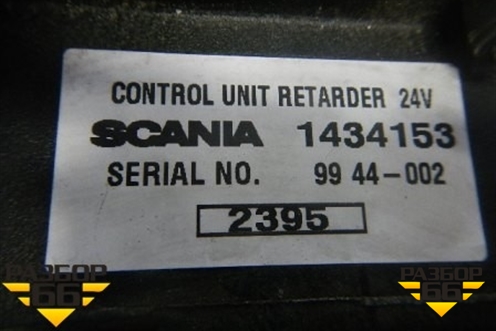 CONTROL UNIT RETARDER 24V
SCANIA 1434153
SERIAL NO. 99 44-002
2395
РАЗБОР 66
РАЗБОР 66